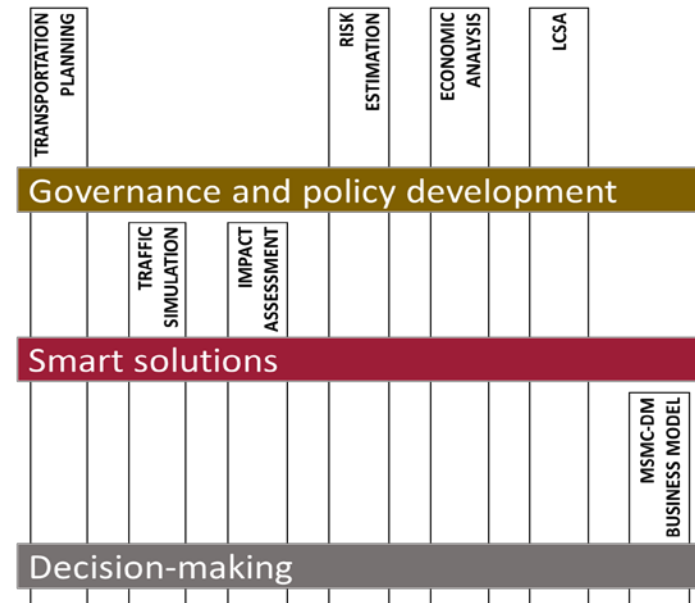 TRANSPORTATION
PLANNING
RISK
ESTIMATION
ECONOMIC
ANALYSIS
LCSA
Governance and policy development
TRAFFIC
SIMULATION
IMPACT
ASSESSMENT
Smart solutions
MSMC-DM
BUSINESS MODEL
Decision-making